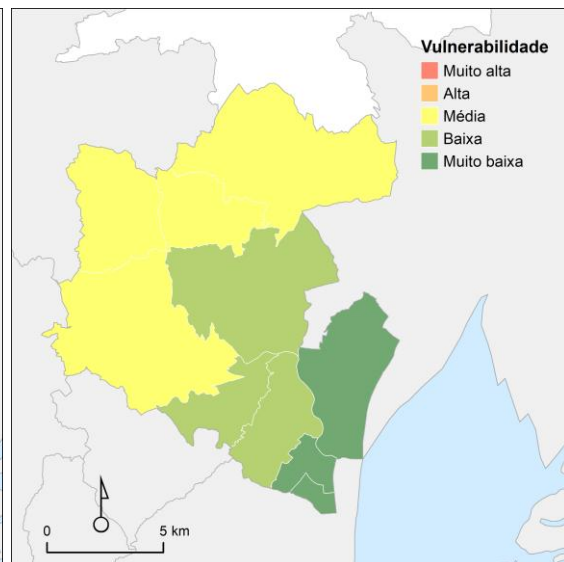 Vulnerabilidade
Muito alta
Alta
Média
Baixa
Muito baixa
0 5 km